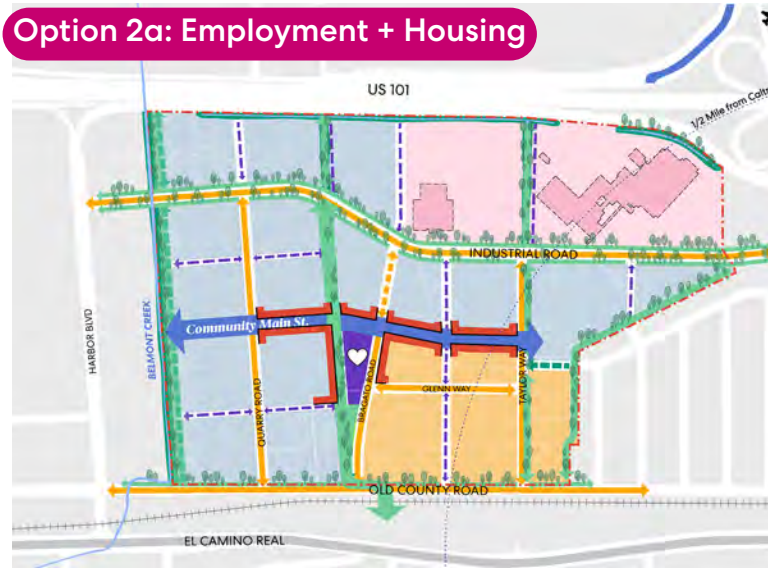 Option 2a: Employment + Housing
US 101
1/2 Mile from
INDUSTRIAL ROAD
HARBOR BLVD
BELMONT CREEK
Community Main St.
QUARRY ROAD
BRAGATO ROAD
GLENN WAY
TAYLOR WAY
OLD COUNTY ROAD
EL CAMINO REAL